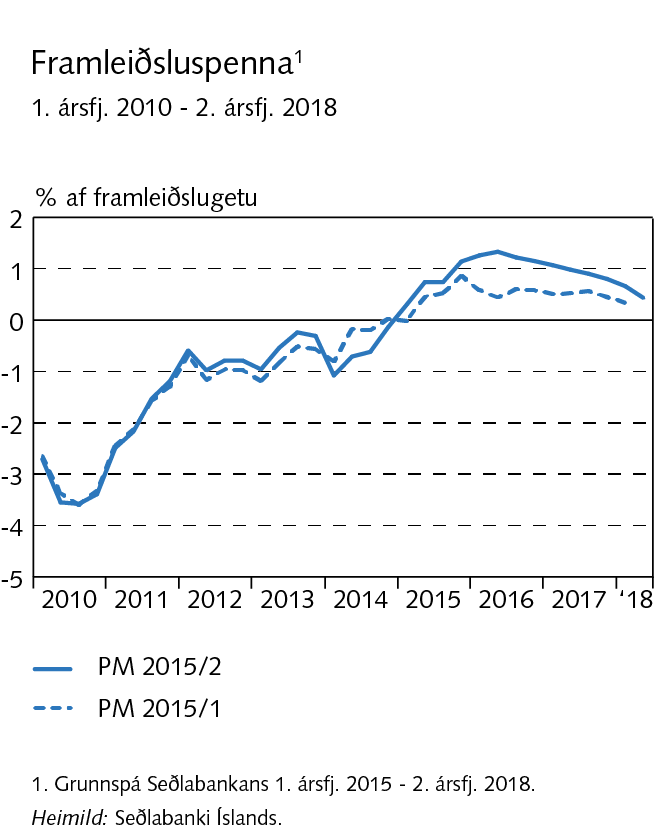 Framleiðsluspenna¹
1. ársfj. 2010 - 2. ársfj. 2018
% af framleiðslugetu
2
1
0
-1
-2
-3
-4
-5
2010 2011 2012 2013 2014 2015 2016 2017 ‘18
PM 2015/2
PM 2015/1
1. Grunnspá Seðlabankans 1. ársfj. 2015 - 2. ársfj. 2018.
Heimild: Seðlabanki Íslands.